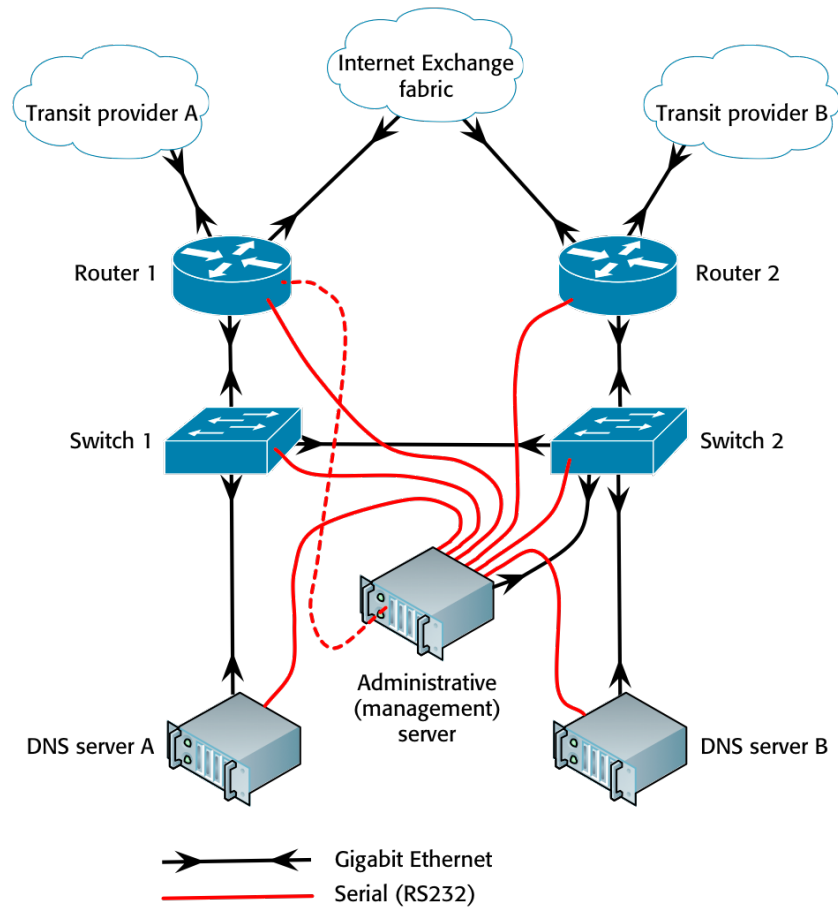 Transit provider A
Internet Exchange
fabric
Transit provider B
Router 1
Router 2
Switch 1
Switch 2
Administrative
(management)
server
DNS server A
DNS server B
Gigabit Ethernet
Serial (RS232)